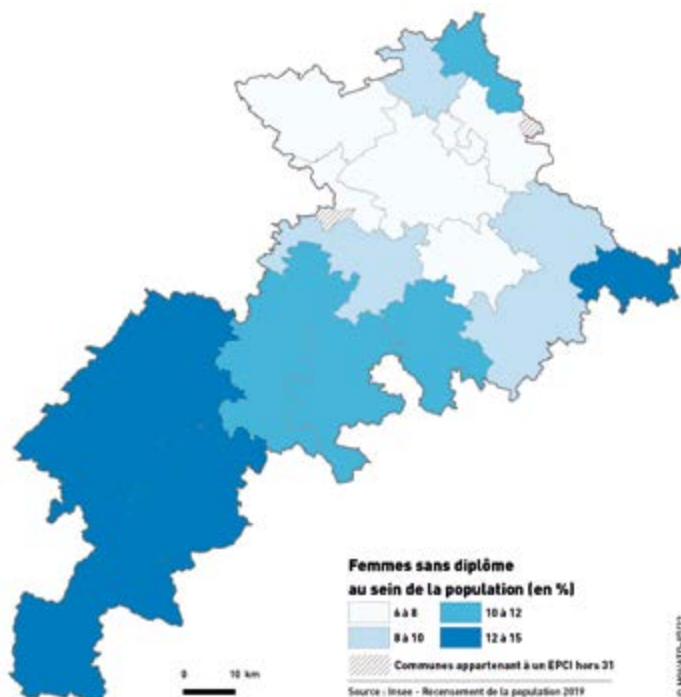 Femmes sans diplôme
au sein de la population (en %)
6 à 8
10 à 12
8 à 10
12 à 15
Communes appartenant à un EPCI hors 31
0 10 km
Source : Insee - Recensement de la population 2019